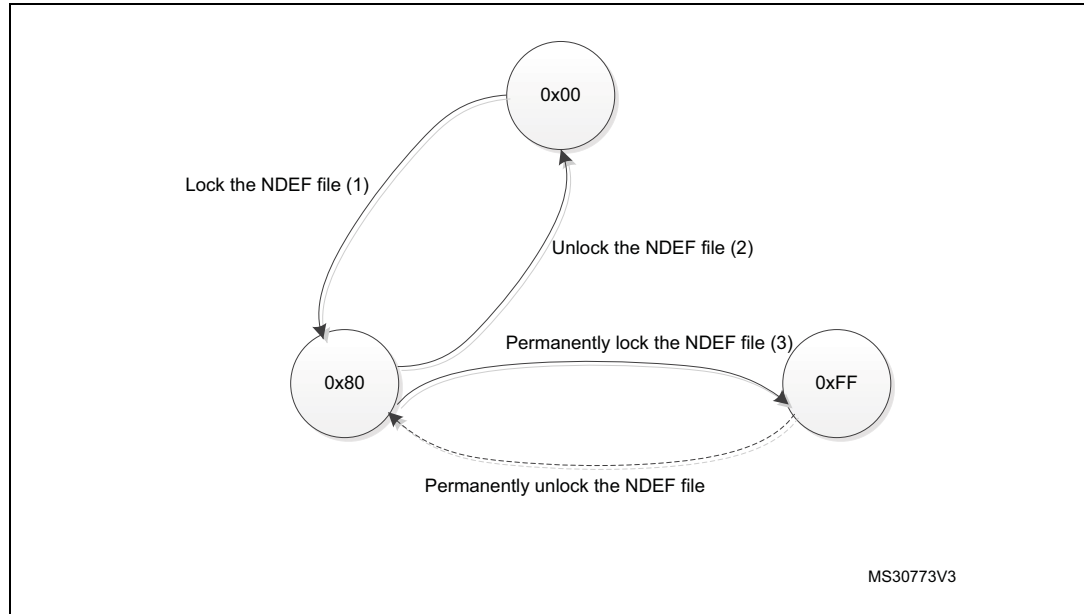 0x00
Lock the NDEF file (1)
Unlock the NDEF file (2)
Permanently lock the NDEF file (3)
0x80
0xFF
Permanently unlock the NDEF file
MS30773V3